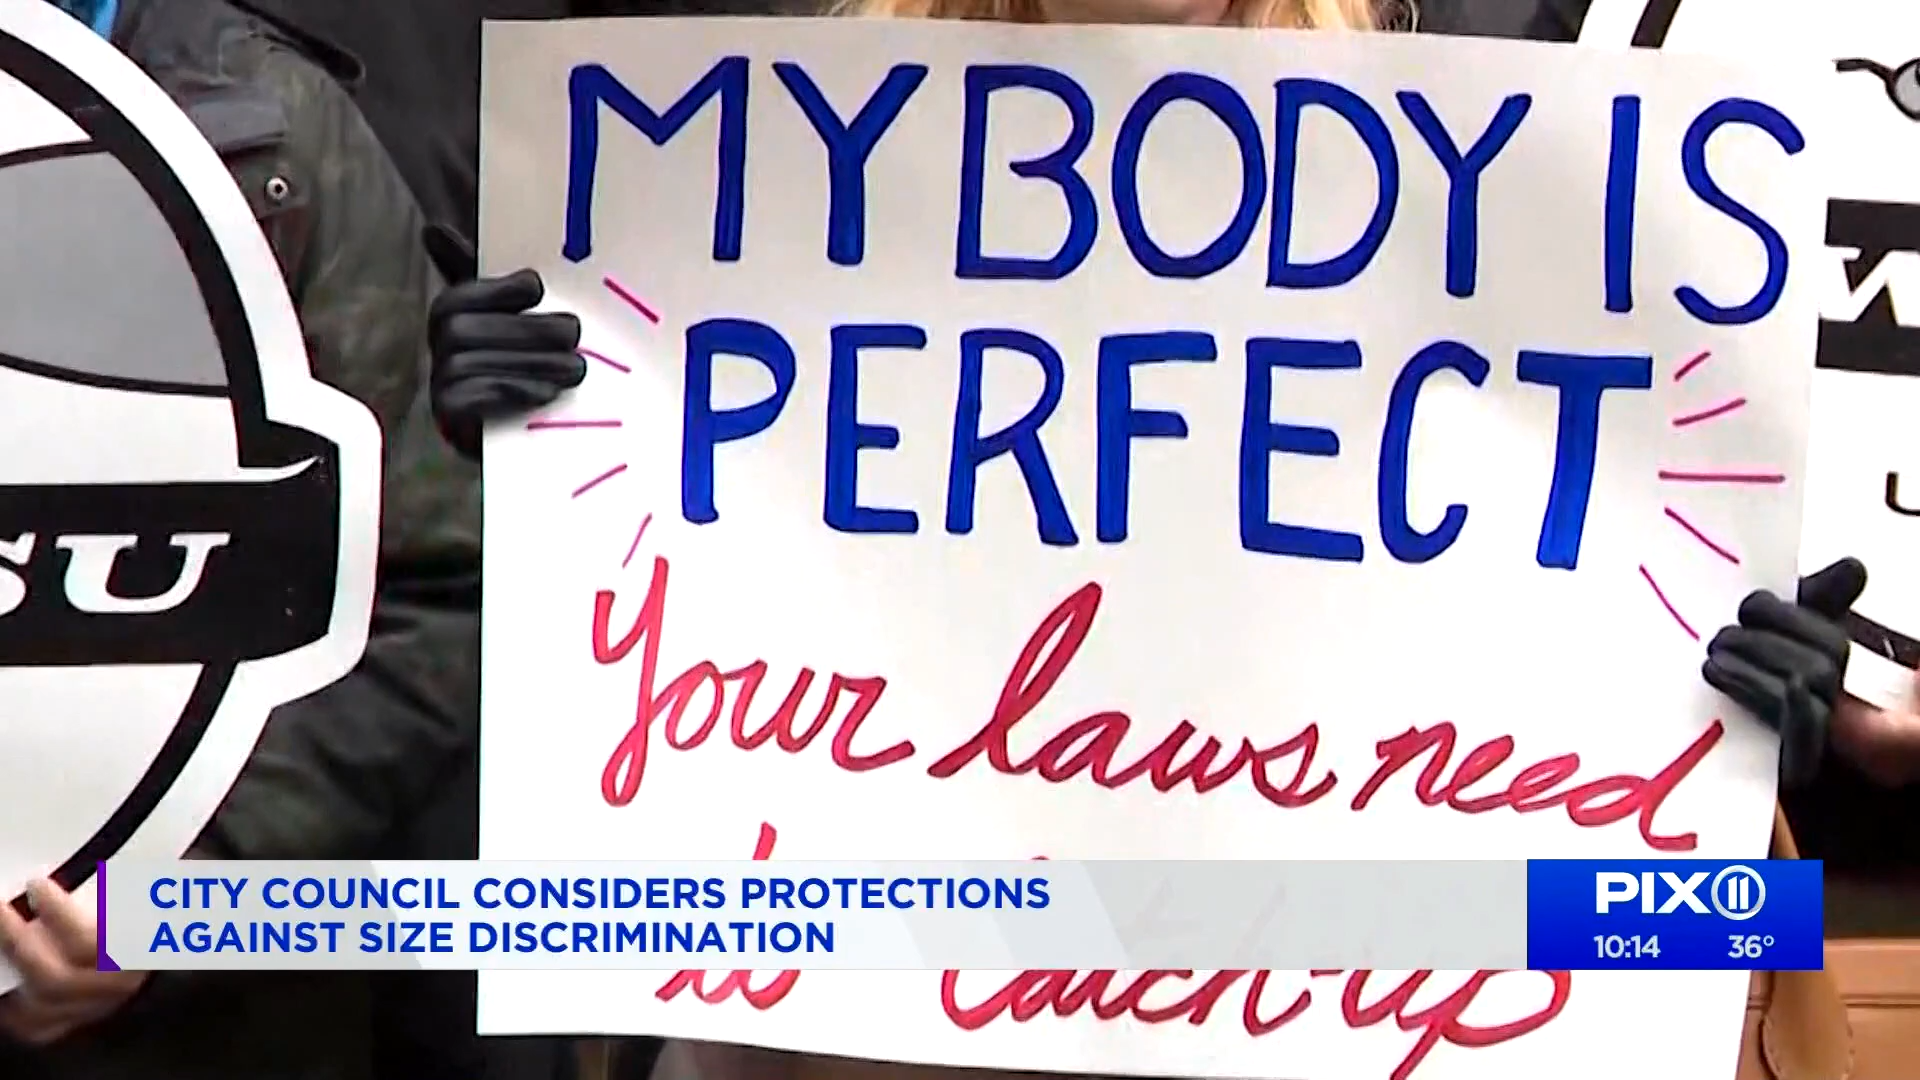 MY BODY IS
PERFECT
Your laws need
Catch-up
SU
W
CITY COUNCIL CONSIDERS PROTECTIONS
AGAINST SIZE DISCRIMINATION
PIX11
10:14 36°